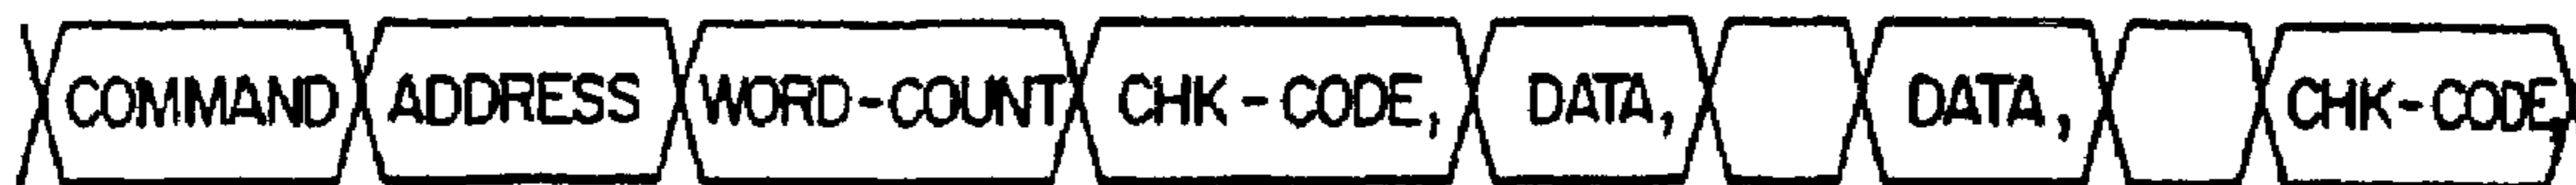 COMMAND ADDRESS WORD-COUNT CHK-CODE, DATA, DATA, CHK-CODE,